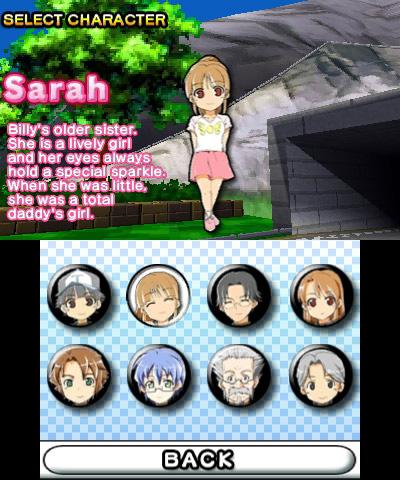 SELECT CHARACTER
Sarah
Billy's older sister.
She is a lively girl
and her eyes always
hold a special sparkle.
When she was little,
she was a total
daddy's girl.
BACK